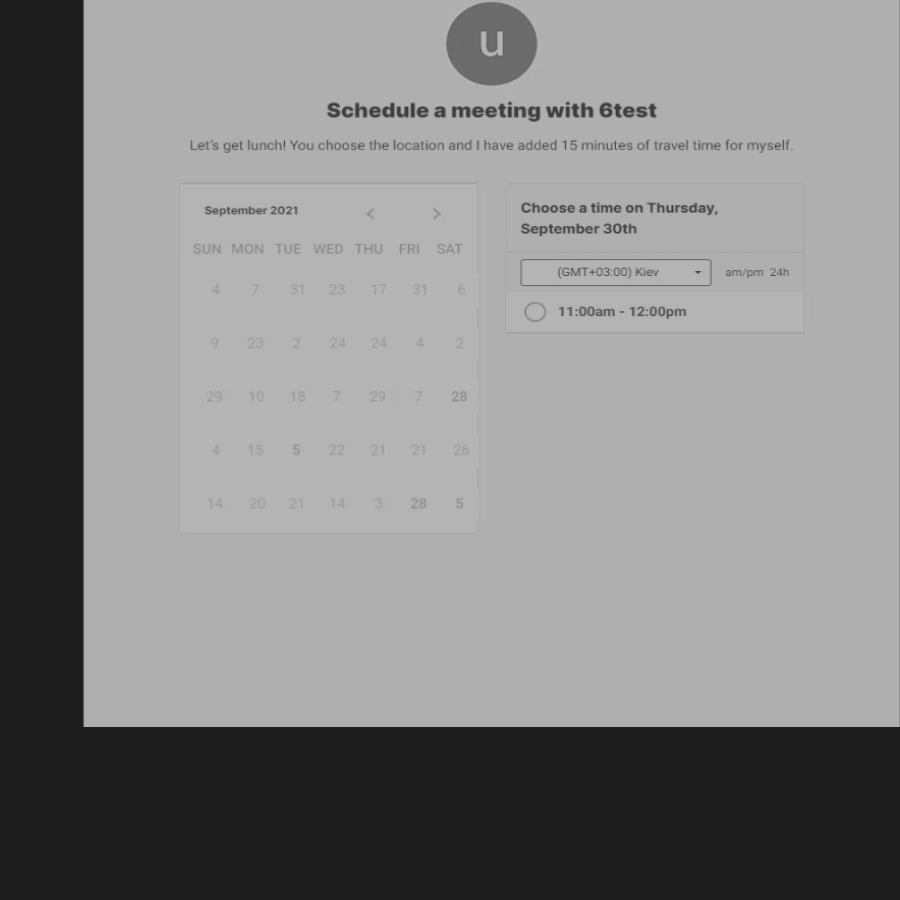 u
Schedule a meeting with 6test
Let's get lunch! You choose the location and I have added 15 minutes of travel time for myself.
September 2021 < >
SUN MON TUE WED THU FRI SAT
4 7 31 23 17 31 6
9 23 2 24 24 4 2
29 10 18 7 29 7 28
4 15 5 22 21 21 26
14 20 21 14 3 28 5
Choose a time on Thursday,
September 30th
(GMT+03:00) Kiev am/pm 24h
11:00am - 12:00pm